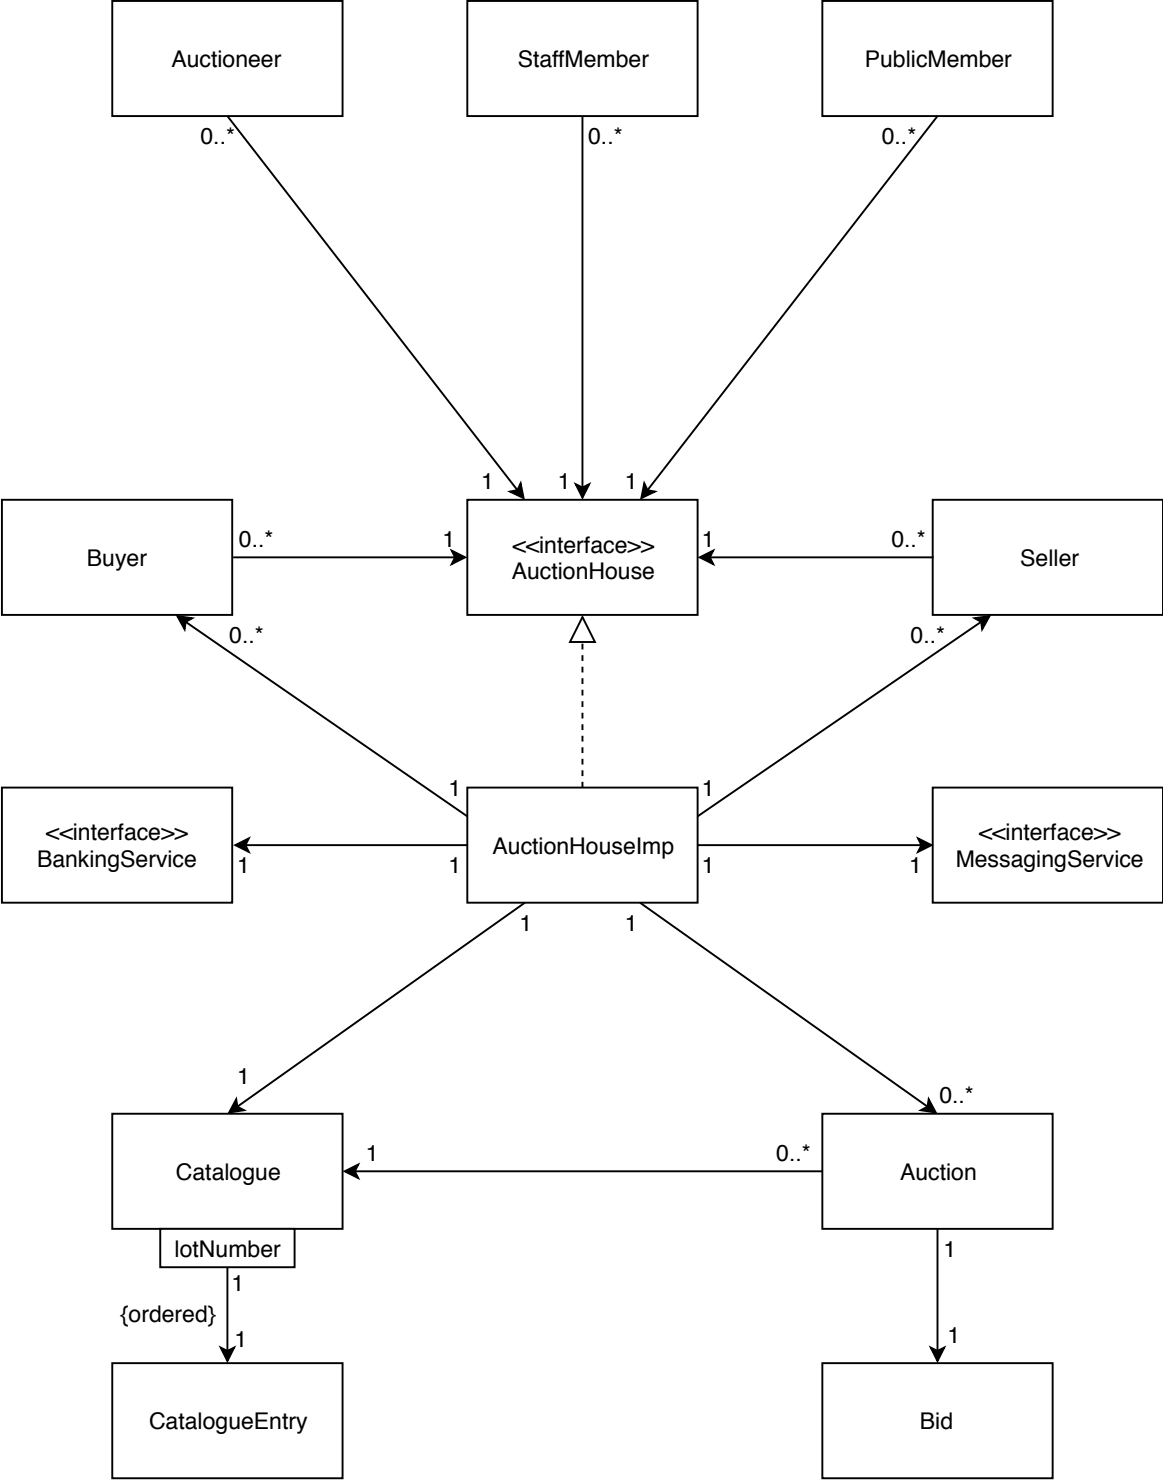 Auctioneer
StaffMember
PublicMember
0..*
0..*
0..*
1
1
1
Buyer
0..*
1
<<interface>>
AuctionHouse
1
0..*
Seller
0..*
0..*
1
1
<<interface>>
BankingService
1
1
AuctionHouseImp
1
1
<<interface>>
MessagingService
1
1
1
0..*
Catalogue
1
0..*
Auction
lotNumber
1
1
{ordered}
1
1
CatalogueEntry
Bid